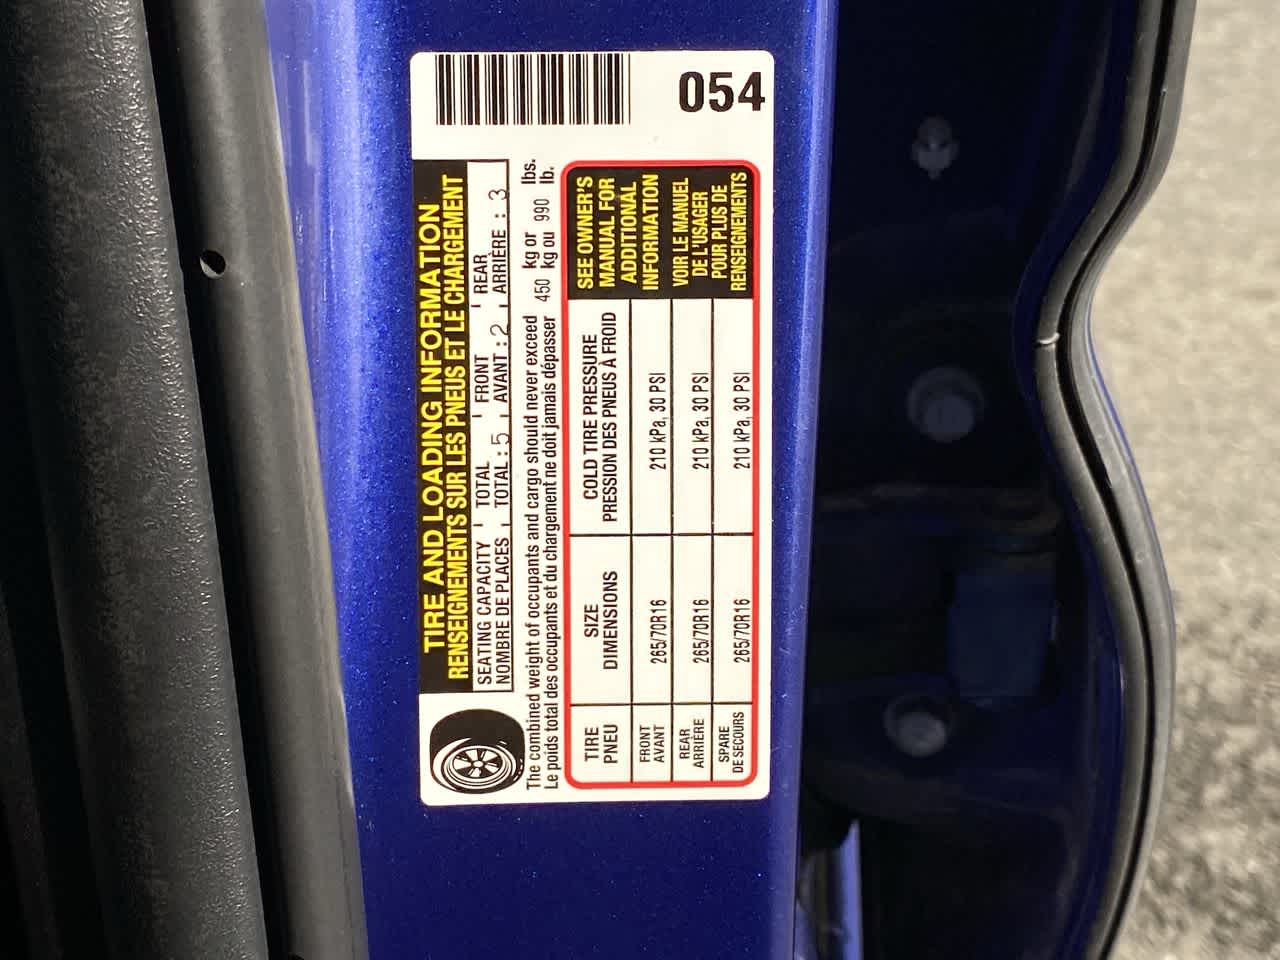 054
TIRE AND LOADING INFORMATION
RENSEIGNEMENTS SUR LES PNEUS ET LE CHARGEMENT
SEATING CAPACITY TOTAL FRONT REAR
NOMBRE DE PLACES TOTAL : 5 AVANT : 2 ARRIÈRE : 3
The combined weight of occupants and cargo should never exceed 450 kg or 990 lbs.
Le poids total des occupants et du chargement ne doit jamais dépasser 450 kg ou 990 lb.
TIRE SIZE COLD TIRE PRESSURE
PNEU DIMENSIONS PRESSION DES PNEUS À FROID
FRONT
AVANT 265/70R16 210 kPa, 30 PSI
REAR
ARRIÈRE 265/70R16 210 kPa, 30 PSI
SPARE
DE SECOURS 265/70R16 210 kPa, 30 PSI
SEE OWNER'S
MANUAL FOR
ADDITIONAL
INFORMATION
VOIR LE MANUEL
DE L'USAGER
POUR PLUS DE
RENSEIGNEMENTS